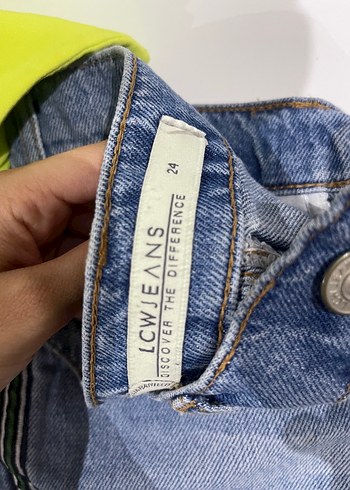 24
LCWJEANS
DISCOVER THE DIFFERENCE